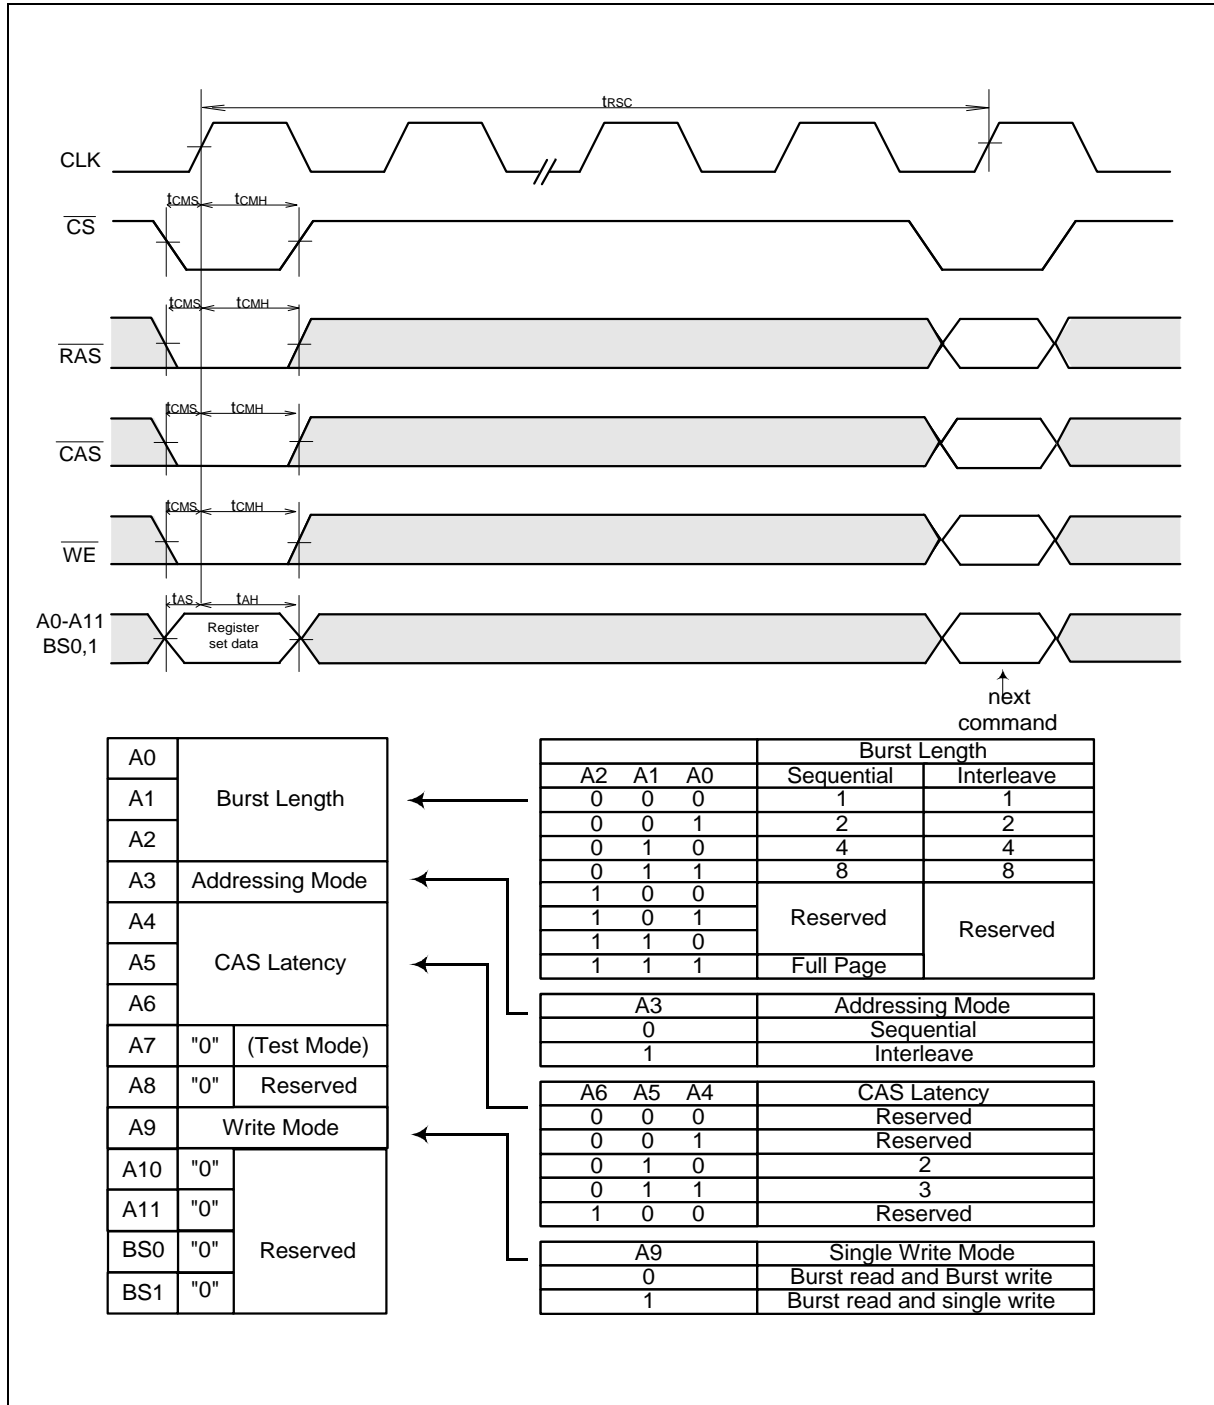 tRSC
CLK
tCMS tCMH
CS
tCMS tCMH
RAS
tCMS tCMH
CAS
tCMS tCMH
WE
tAS tAH
A0-A11
BS0,1
Register
set data
next
command
A0
A1 Burst Length
A2
A3 Addressing Mode
A4
A5 CAS Latency
A6
A7 "0" (Test Mode)
A8 "0" Reserved
A9 Write Mode
A10 "0"
A11 "0"
BS0 "0" Reserved
BS1 "0"
Burst Length
A2 A1 A0 Sequential Interleave
0 0 0 1 1
0 0 1 2 2
0 1 0 4 4
0 1 1 8 8
1 0 0
1 0 1 Reserved Reserved
1 1 0
1 1 1 Full Page
A3 Addressing Mode
0 Sequential
1 Interleave
A6 A5 A4 CAS Latency
0 0 0 Reserved
0 0 1 Reserved
0 1 0 2
0 1 1 3
1 0 0 Reserved
A9 Single Write Mode
0 Burst read and Burst write
1 Burst read and single write